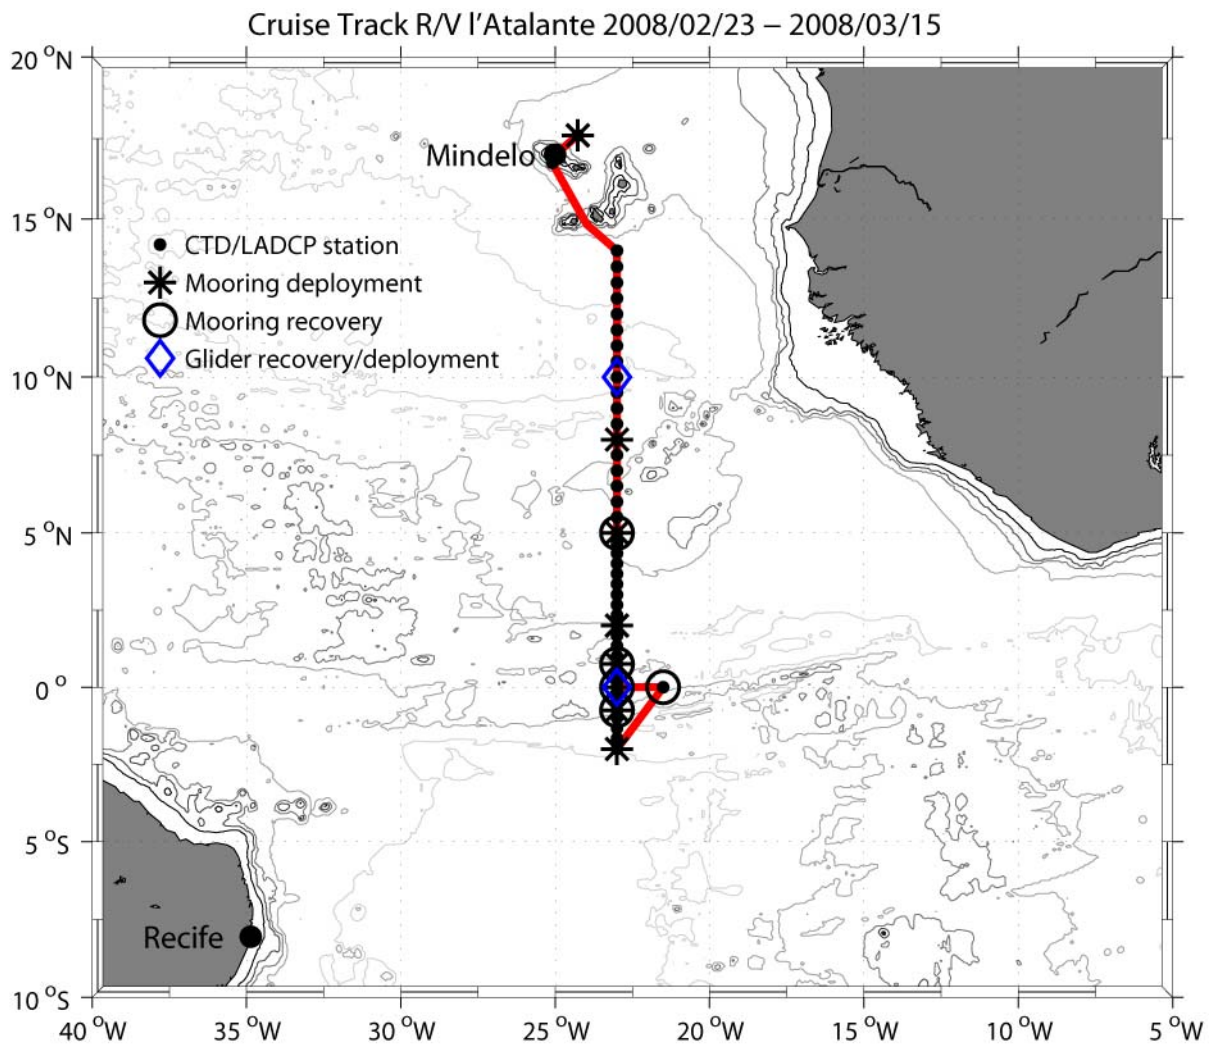 Cruise Track R/V l'Atalante 2008/02/23 – 2008/03/15
20 °N
Mindelo
15 °N
CTD/LADCP station
Mooring deployment
Mooring recovery
Glider recovery/deployment
10 °N
5 °N
0 °
5 °S
Recife
10 °S
40 °W 35 °W 30 °W 25 °W 20 °W 15 °W 10 °W 5 °W